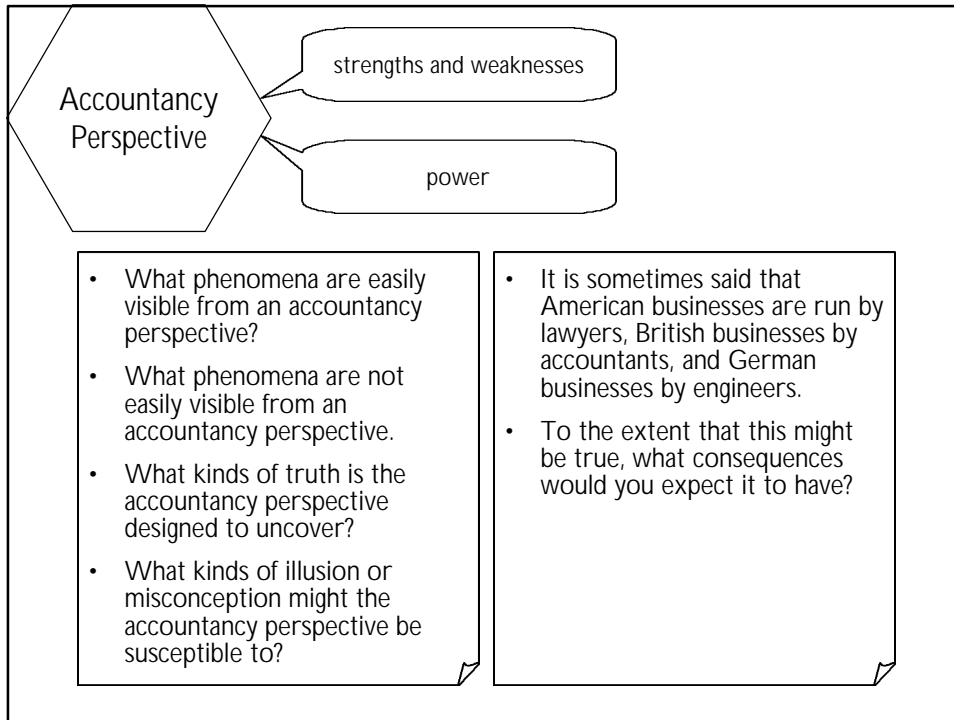 Accountancy
Perspective
strengths and weaknesses
power
• What phenomena are easily
visible from an accountancy
perspective?
• What phenomena are not
easily visible from an
accountancy perspective.
• What kinds of truth is the
accountancy perspective
designed to uncover?
• What kinds of illusion or
misconception might the
accountancy perspective be
susceptible to?
• It is sometimes said that
American businesses are run by
lawyers, British businesses by
accountants, and German
businesses by engineers.
• To the extent that this might
be true, what consequences
would you expect it to have?